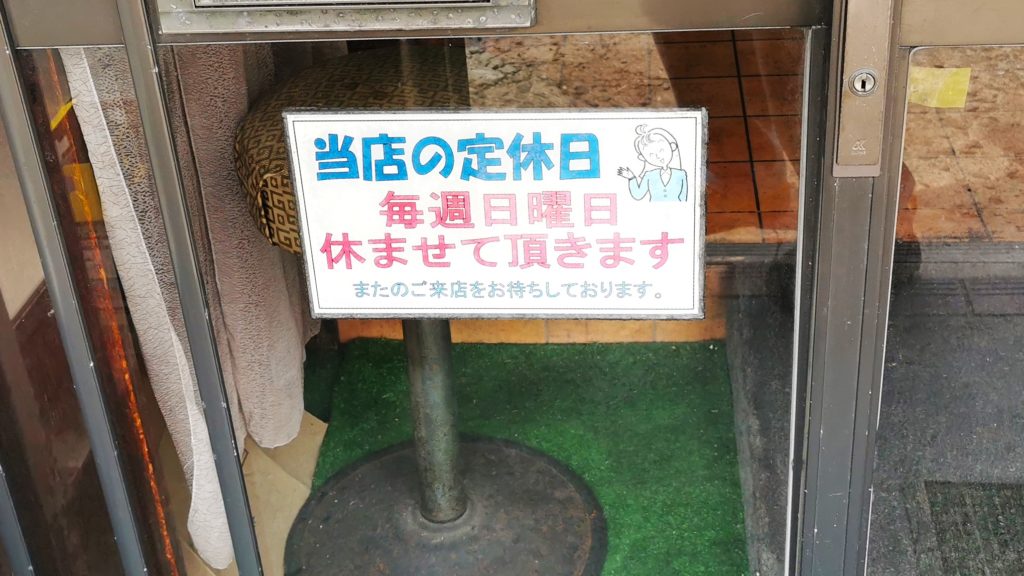 当店の定休日
毎週日曜日
休ませて頂きます
またのご来店をお待ちしております。